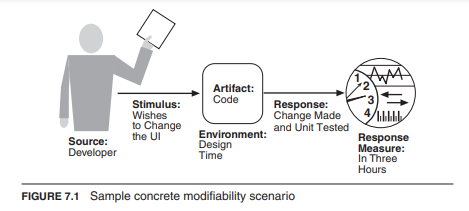 Artifact:
Code
Stimulus:
Wishes
to Change
the UI
Response:
Change Made
and Unit Tested
Environment:
Design
Time
Source:
Developer
1
2
3
4
Response
Measure:
In Three
Hours
FIGURE 7.1 Sample concrete modifiability scenario